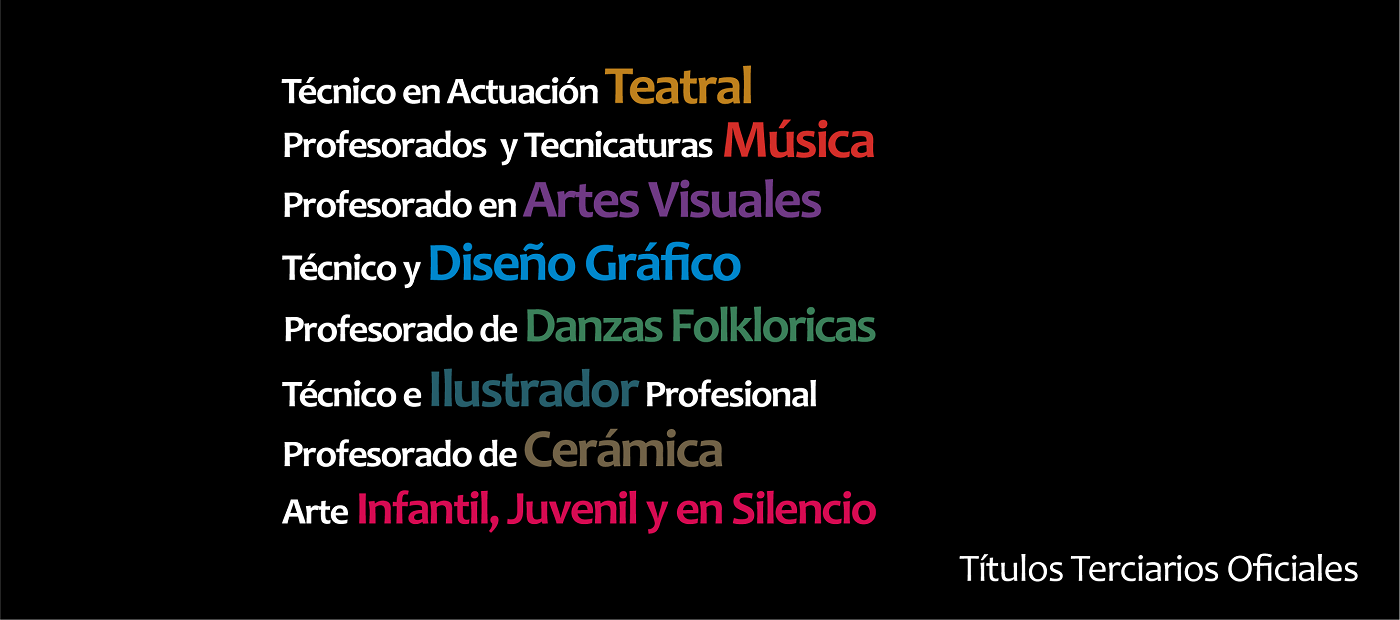 Técnico en Actuación Teatral
Profesorados y Tecnicaturas Música
Profesorado en Artes Visuales
Técnico y Diseño Gráfico
Profesorado de Danzas Folkloricas
Técnico e Ilustrador Profesional
Profesorado de Cerámica
Arte Infantil, Juvenil y en Silencio
Títulos Terciarios Oficiales